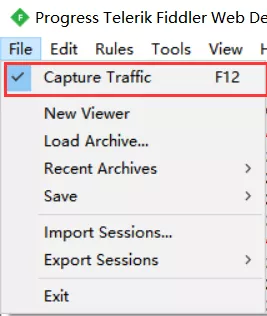 Progress Telerik Fiddler Web De
File Edit Rules Tools View H
Capture Traffic F12
New Viewer
Load Archive...
Recent Archives
Save
Import Sessions...
Export Sessions
Exit